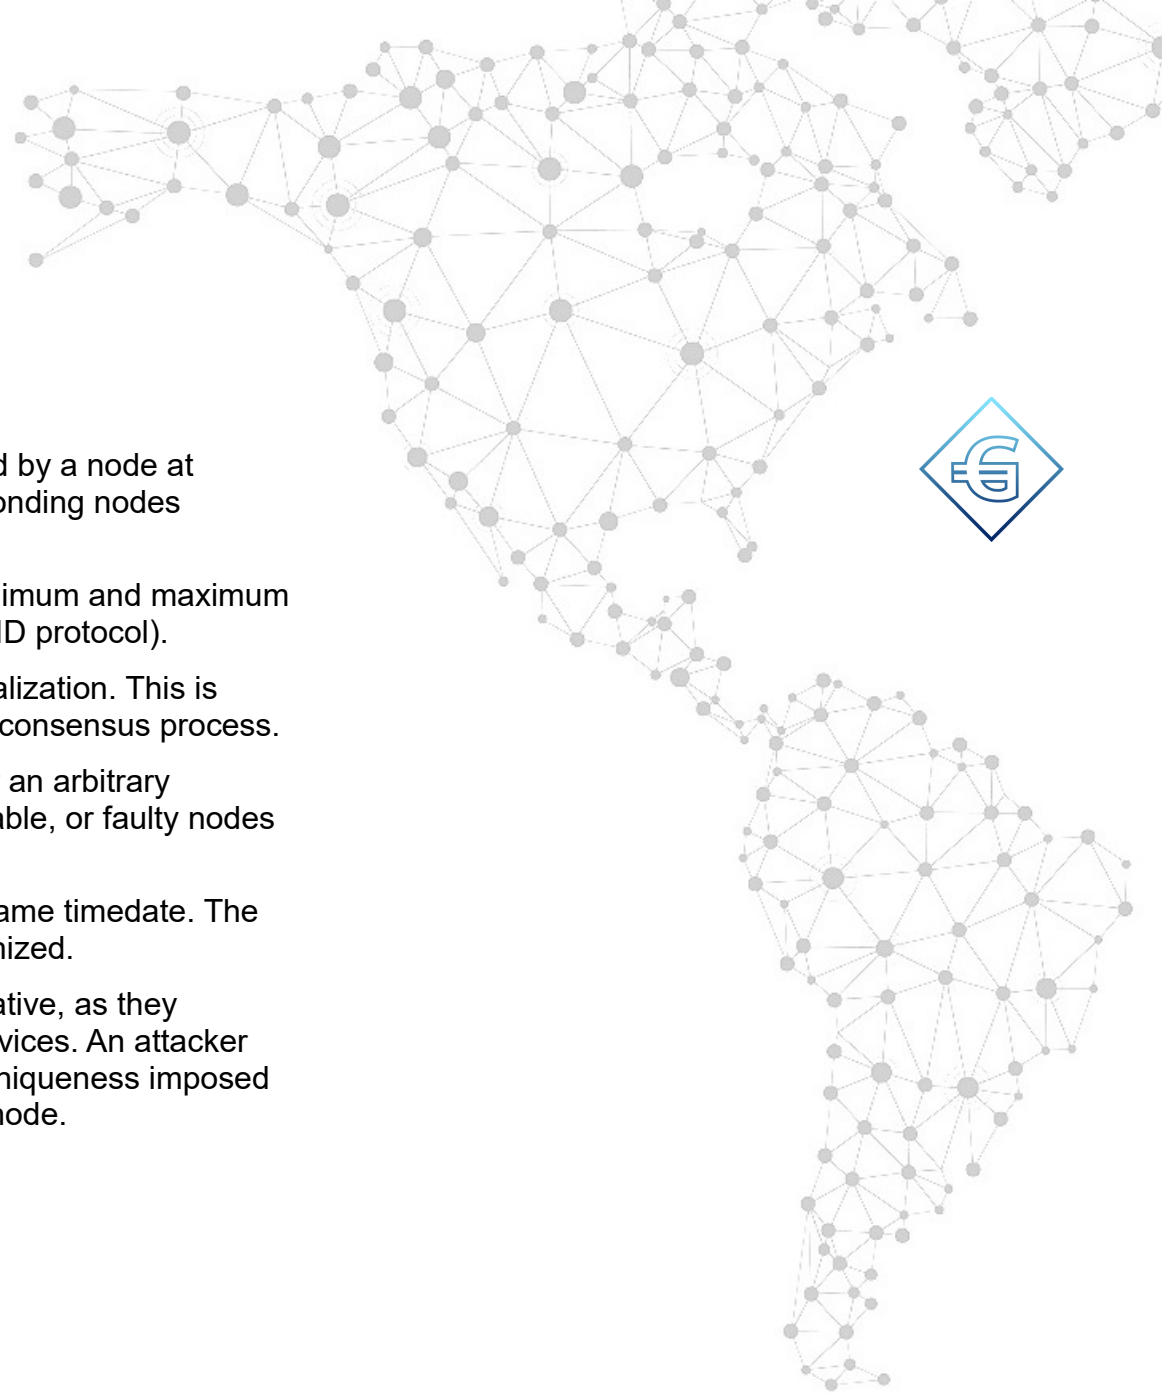 d by a node at
onding nodes
imum and maximum
ID protocol).
alization. This is
consensus process.
an arbitrary
able, or faulty nodes
ame timedate. The
nized.
ative, as they
vices. An attacker
niqueness imposed
node.